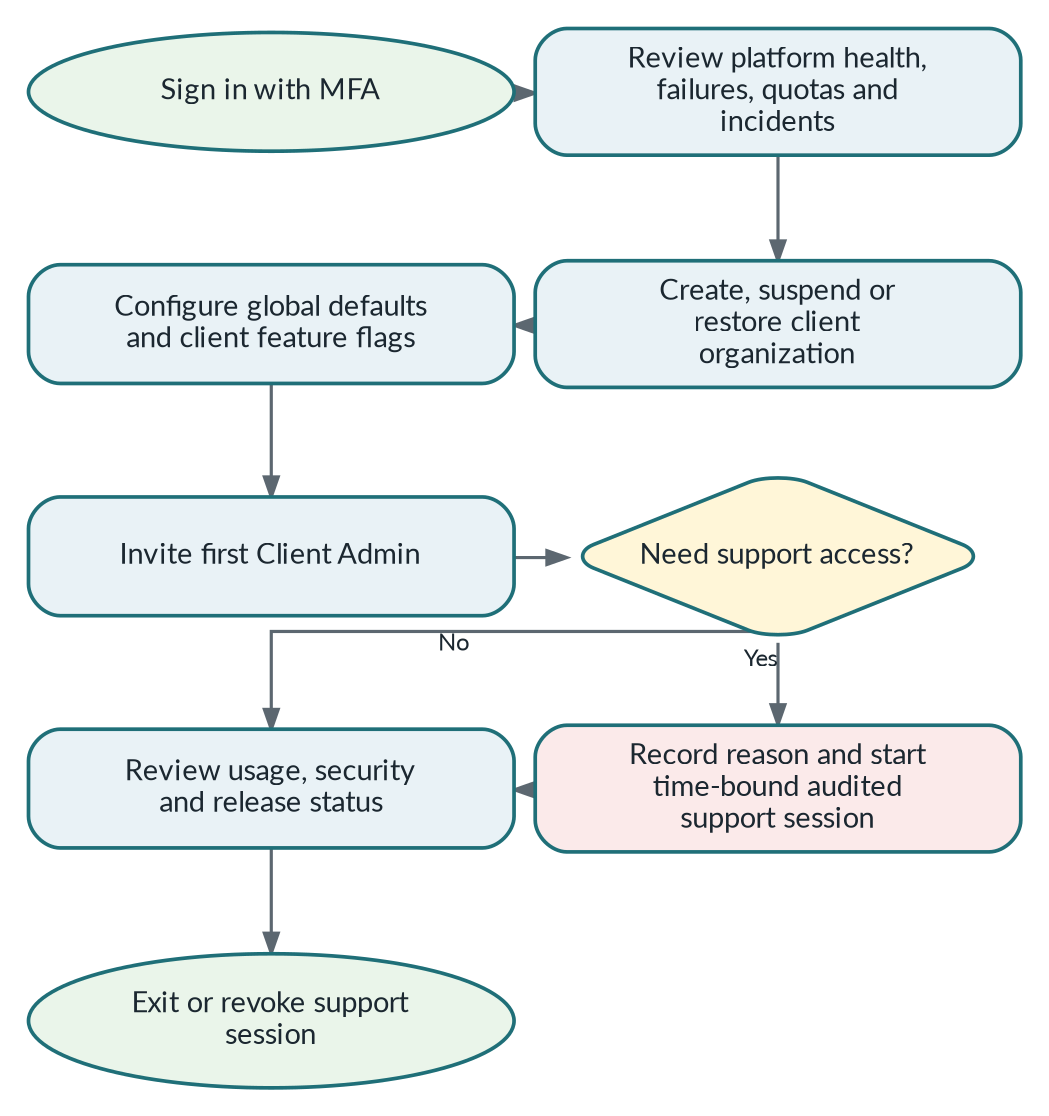 Sign in with MFA
Review platform health,
failures, quotas and
incidents
Create, suspend or
restore client
organization
Configure global defaults
and client feature flags
Invite first Client Admin
Need support access?
No
Yes
Record reason and start
time-bound audited
support session
Review usage, security
and release status
Exit or revoke support
session